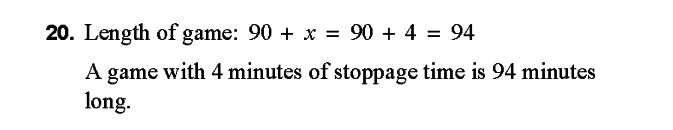 20. Length of game: 90 + x = 90 + 4 = 94
A game with 4 minutes of stoppage time is 94 minutes
long.